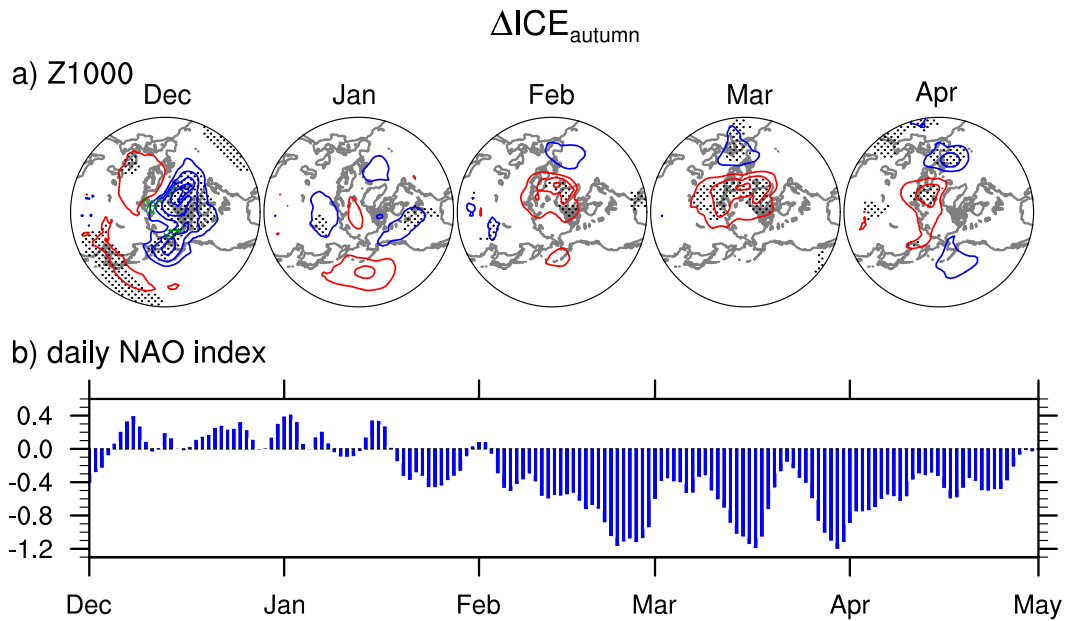 ΔICEautumn
a) Z1000
Dec Jan Feb Mar Apr
b) daily NAO index
0.4
0.0
-0.4
-0.8
-1.2
Dec Jan Feb Mar Apr May